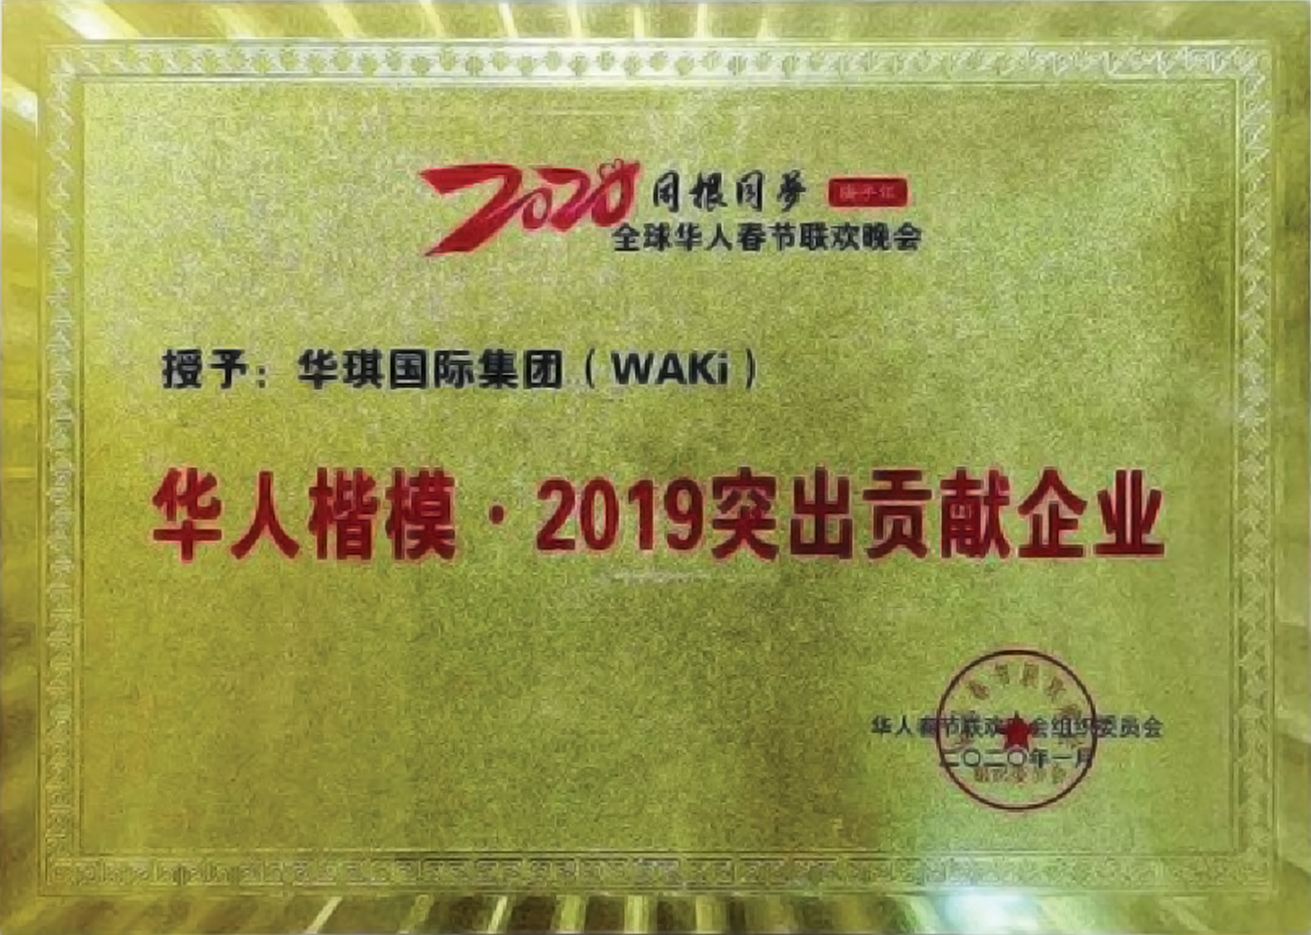 2020 同根同夢
全球华人春节联欢晚会
授予：华琪国际集团（WAKi）
华人楷模·2019突出贡献企业
华人春节联欢晚会组织委员会
二〇二〇年一月